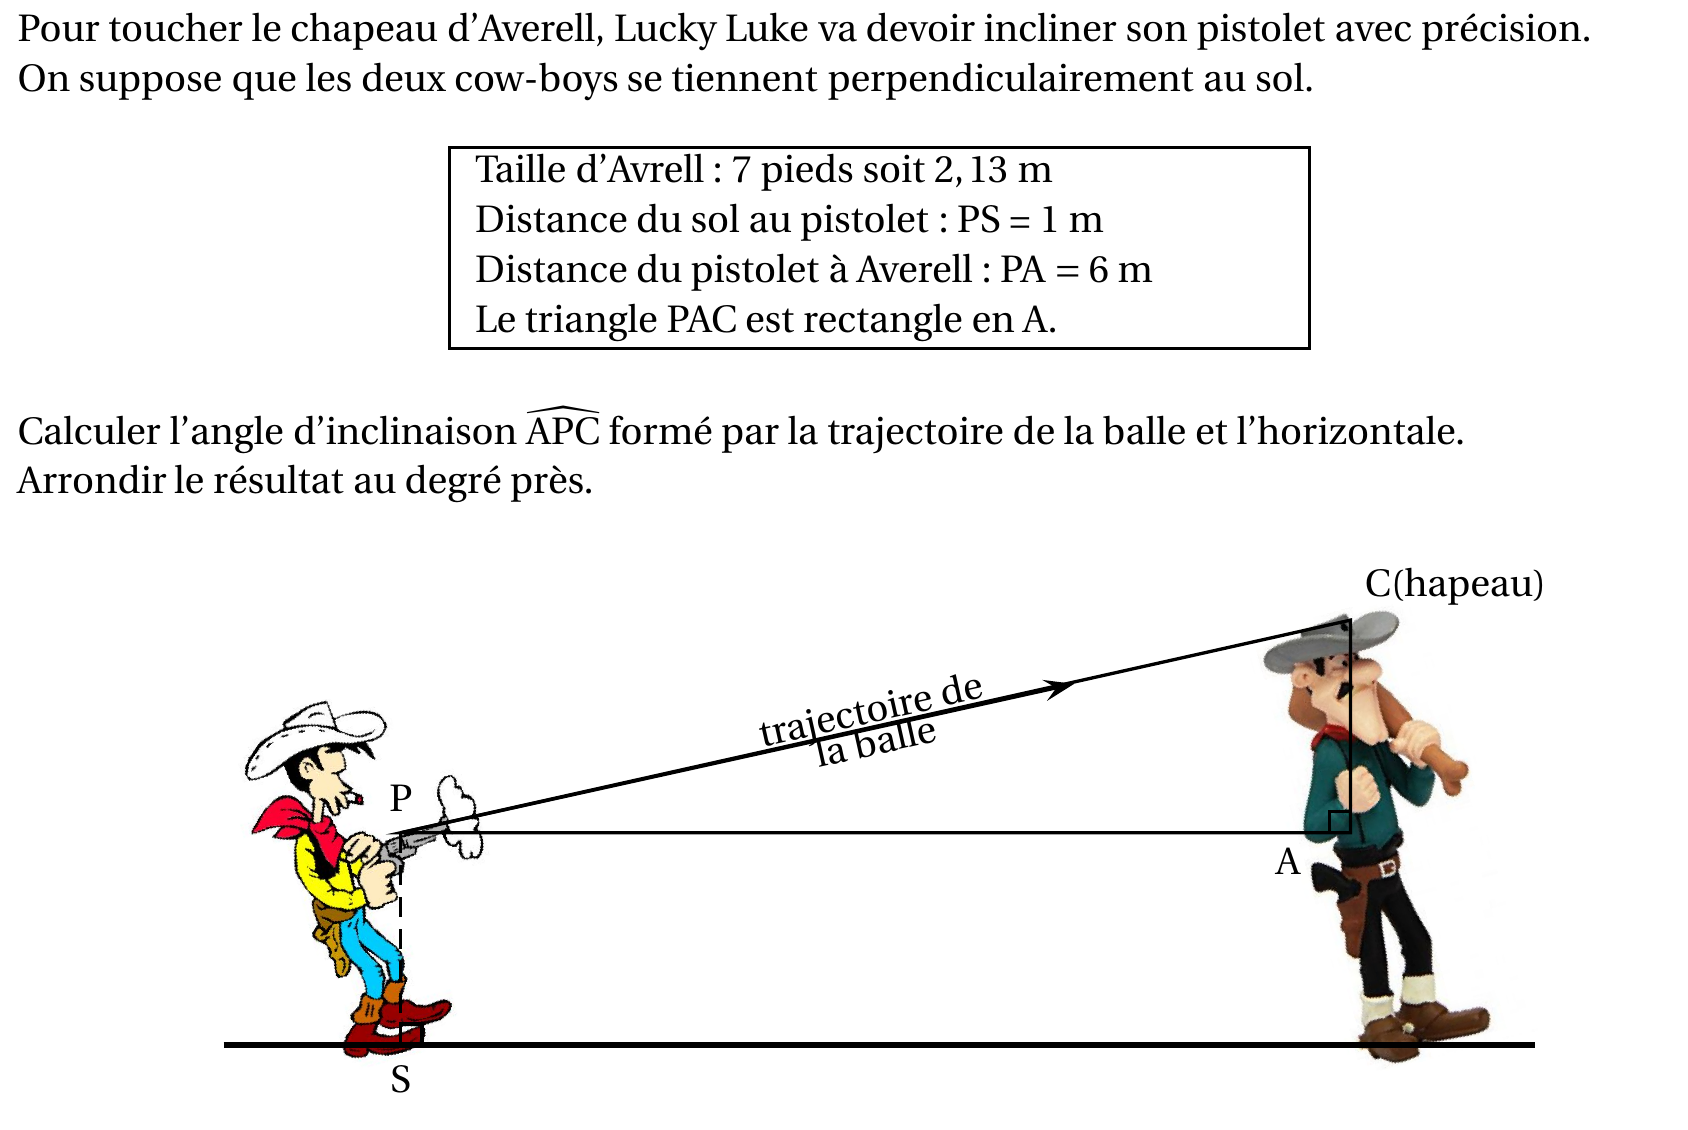 Pour toucher le chapeau d’Averell, Lucky Luke va devoir incliner son pistolet avec précision.
On suppose que les deux cow-boys se tiennent perpendiculairement au sol.
Taille d’Avrell : 7 pieds soit 2,13 m
Distance du sol au pistolet : PS = 1 m
Distance du pistolet à Averell : PA = 6 m
Le triangle PAC est rectangle en A.
Calculer l’angle d’inclinaison APC formé par la trajectoire de la balle et l’horizontale.
Arrondir le résultat au degré près.
C(hapeau)
trajectoire de
la balle
P
A
S